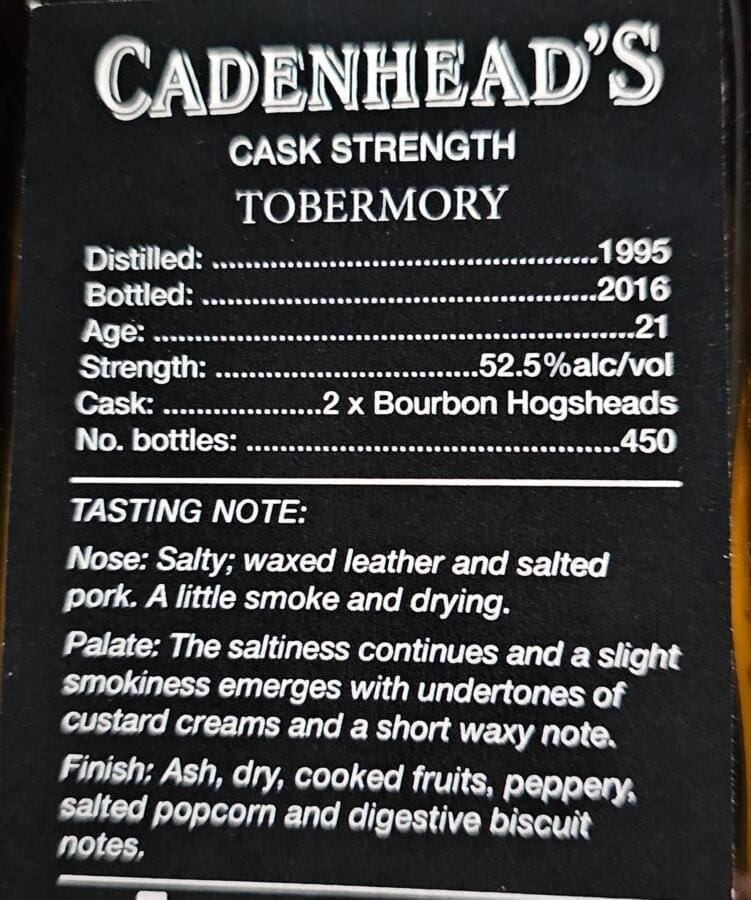 CADENHEAD'S
CASK STRENGTH
TOBERMORY
Distilled: ............................................1995
Bottled: .............................................2016
Age: .......................................................21
Strength: ..............................52.5%alc/vol
Cask: ....................2 x Bourbon Hogsheads
No. bottles: ...........................................450
TASTING NOTE:
Nose: Salty; waxed leather and salted
pork. A little smoke and drying.
Palate: The saltiness continues and a slight
smokiness emerges with undertones of
custard creams and a short waxy note.
Finish: Ash, dry, cooked fruits, peppery,
salted popcorn and digestive biscuit
notes.